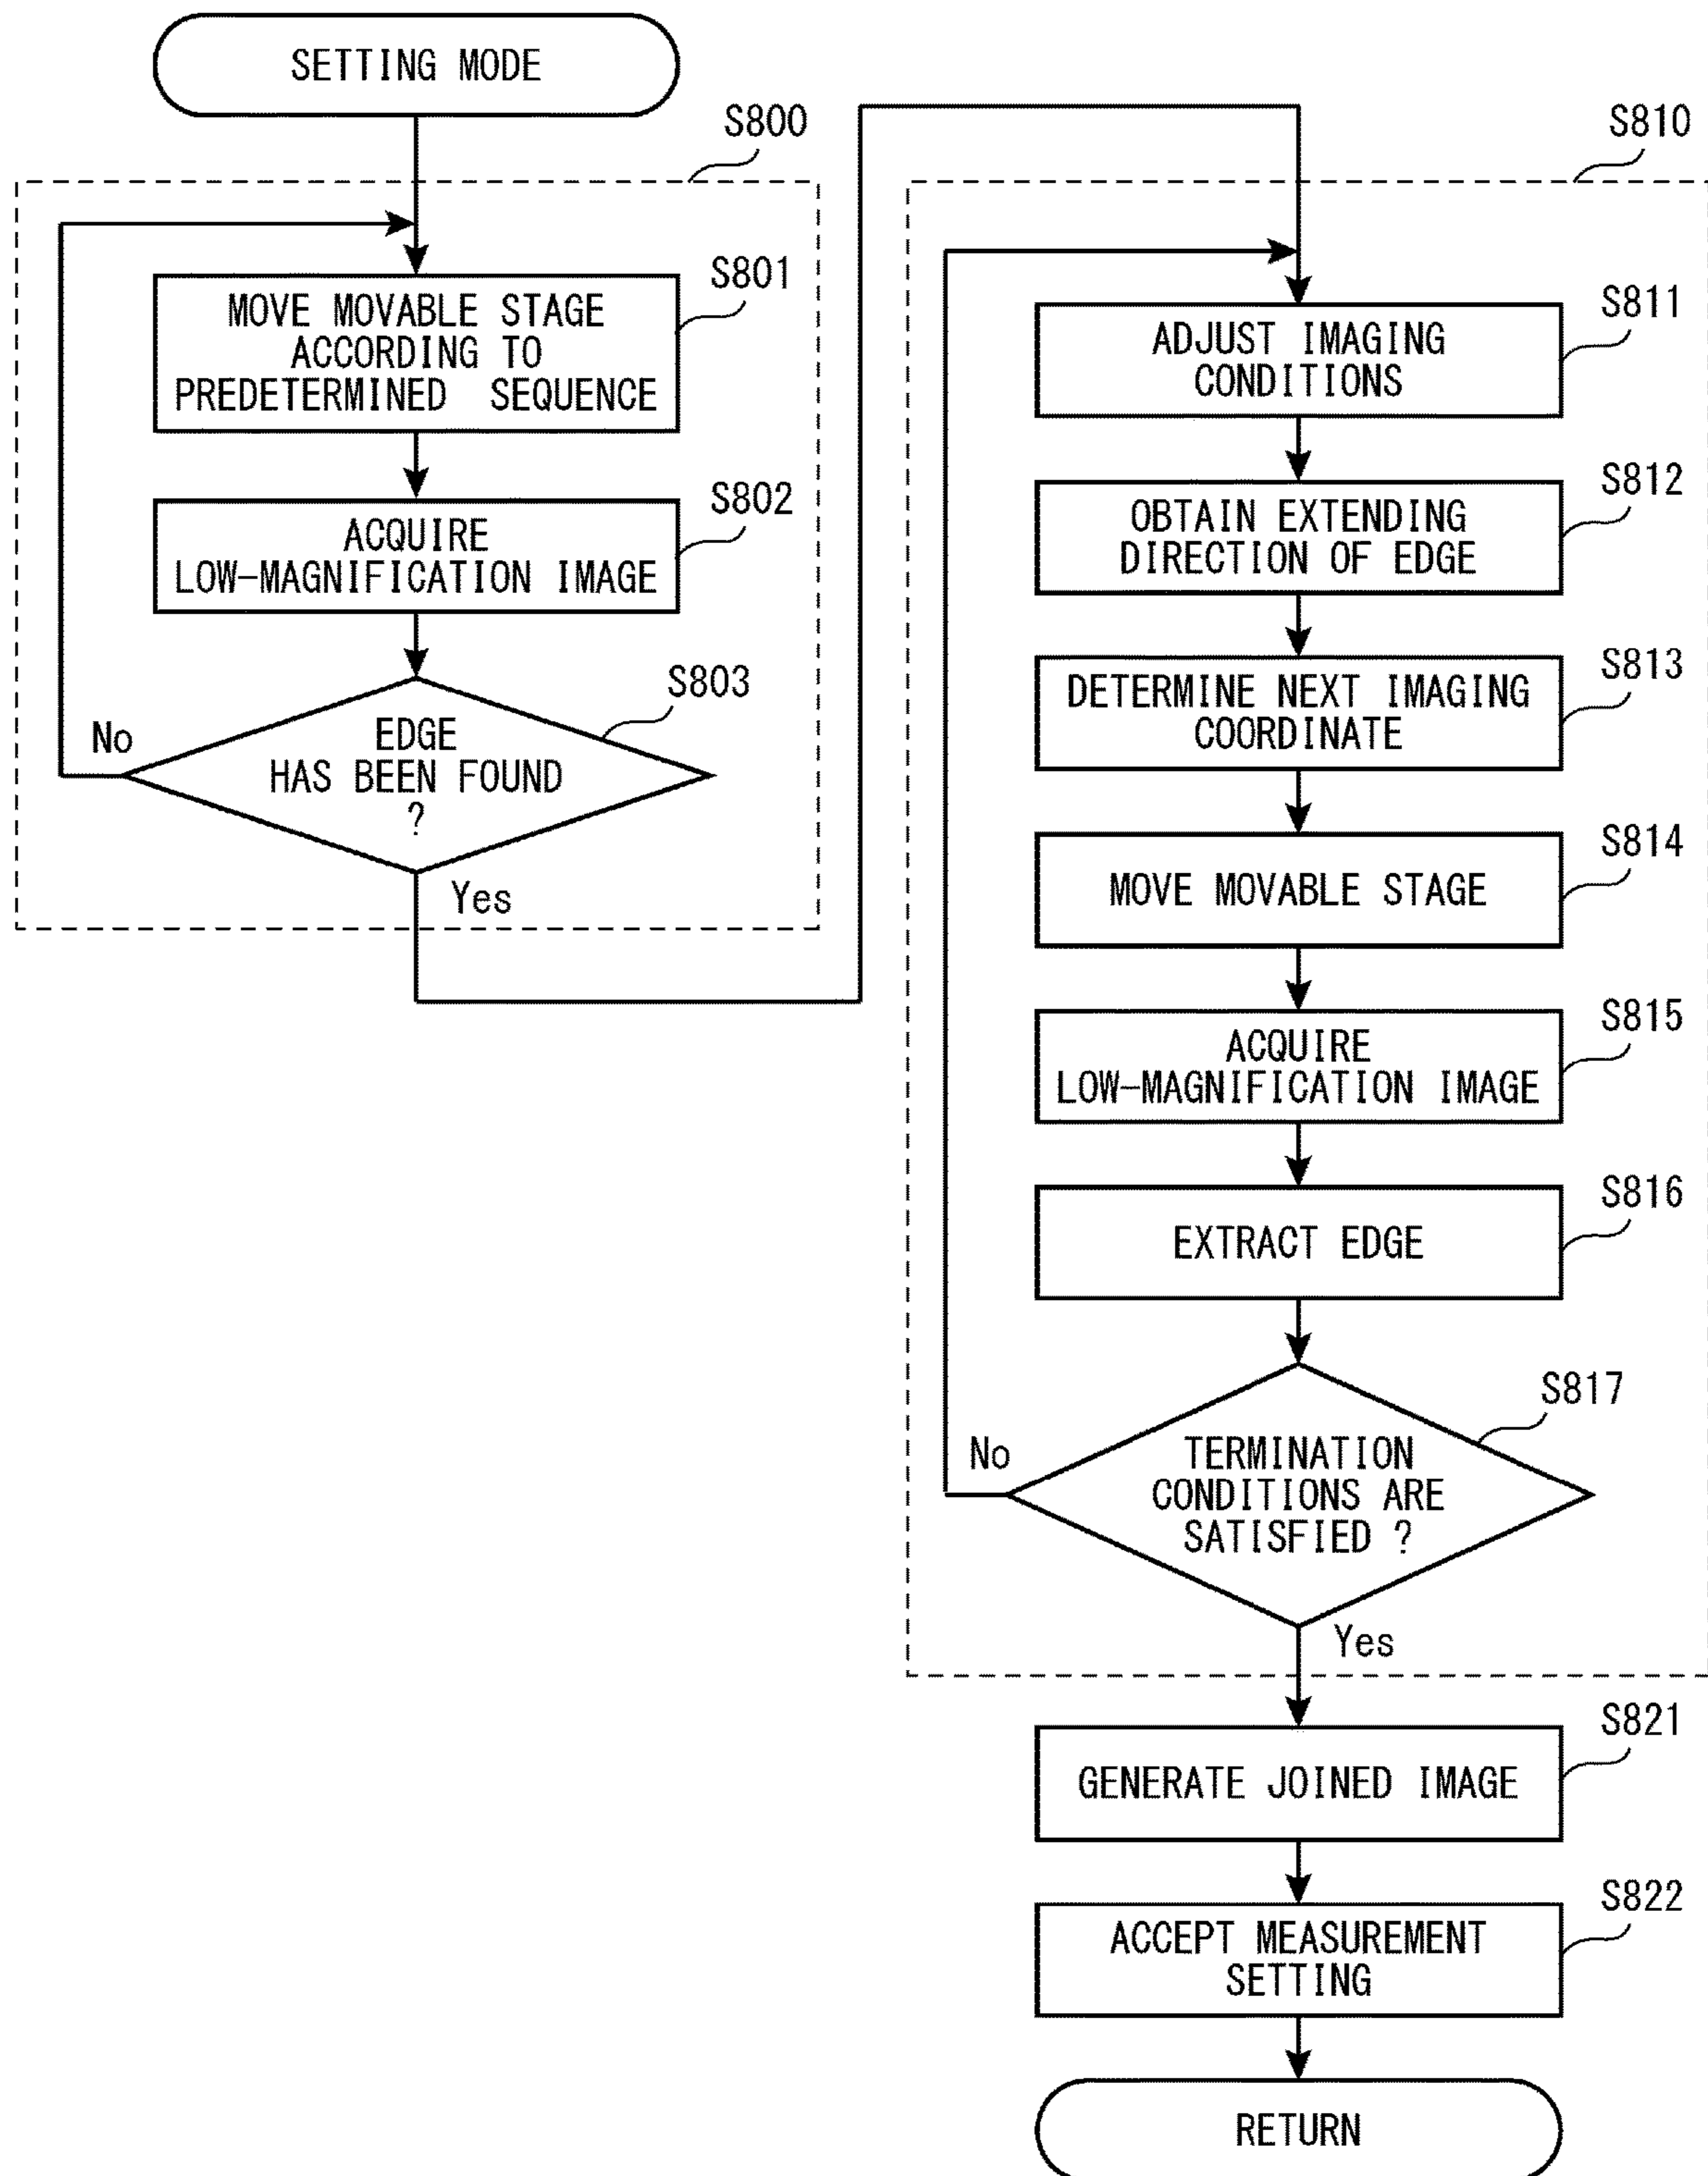 SETTING MODE
S800
S801
MOVE MOVABLE STAGE
ACCORDING TO
PREDETERMINED SEQUENCE
S802
ACQUIRE
LOW-MAGNIFICATION IMAGE
S803
EDGE
HAS BEEN FOUND
?
No
Yes
S810
S811
ADJUST IMAGING
CONDITIONS
S812
OBTAIN EXTENDING
DIRECTION OF EDGE
S813
DETERMINE NEXT IMAGING
COORDINATE
S814
MOVE MOVABLE STAGE
S815
ACQUIRE
LOW-MAGNIFICATION IMAGE
S816
EXTRACT EDGE
S817
TERMINATION
CONDITIONS ARE
SATISFIED ?
No
Yes
S821
GENERATE JOINED IMAGE
S822
ACCEPT MEASUREMENT
SETTING
RETURN